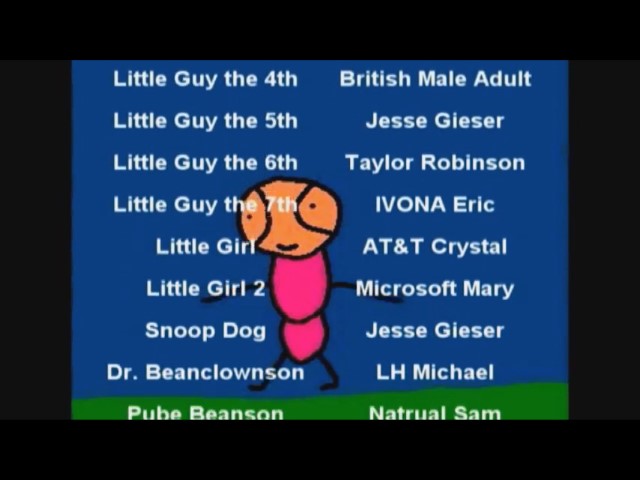 Little Guy the 4th British Male Adult
Little Guy the 5th Jesse Gieser
Little Guy the 6th Taylor Robinson
Little Guy the 7th IVONA Eric
Little Girl AT&T Crystal
Little Girl 2 Microsoft Mary
Snoop Dog Jesse Gieser
Dr. Beanclownson LH Michael
Pube Beanson Natrual Sam